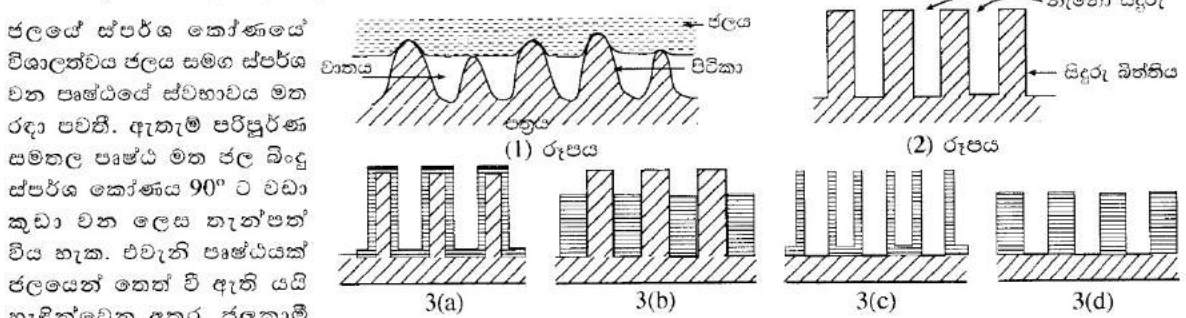 ජලයේ ස්පර්ශ කෝණයේ
විශාලත්වය ජලය සමග ස්පර්ශ
වන පෘෂ්ඨයේ ස්වභාවය මත
රඳා පවතී. ඇතැම් පරිපූර්ණ
සමතල පෘෂ්ඨ මත ජල බිංදු
ස්පර්ශ කෝණය 90° ට වඩා
කුඩා වන ලෙස තැන්පත්
විය හැක. එවැනි පෘෂ්ඨයක්
ජලයෙන් තෙත් වී ඇති යයි
හැඳින්වෙන අතර ජලකාමී
ජලය
වාතය
පිටිකා
පත්‍රය
(1) රූපය
නැනෝ සිදුරු
සිදුරු බිත්තිය
(2) රූපය
3(a)
3(b)
3(c)
3(d)